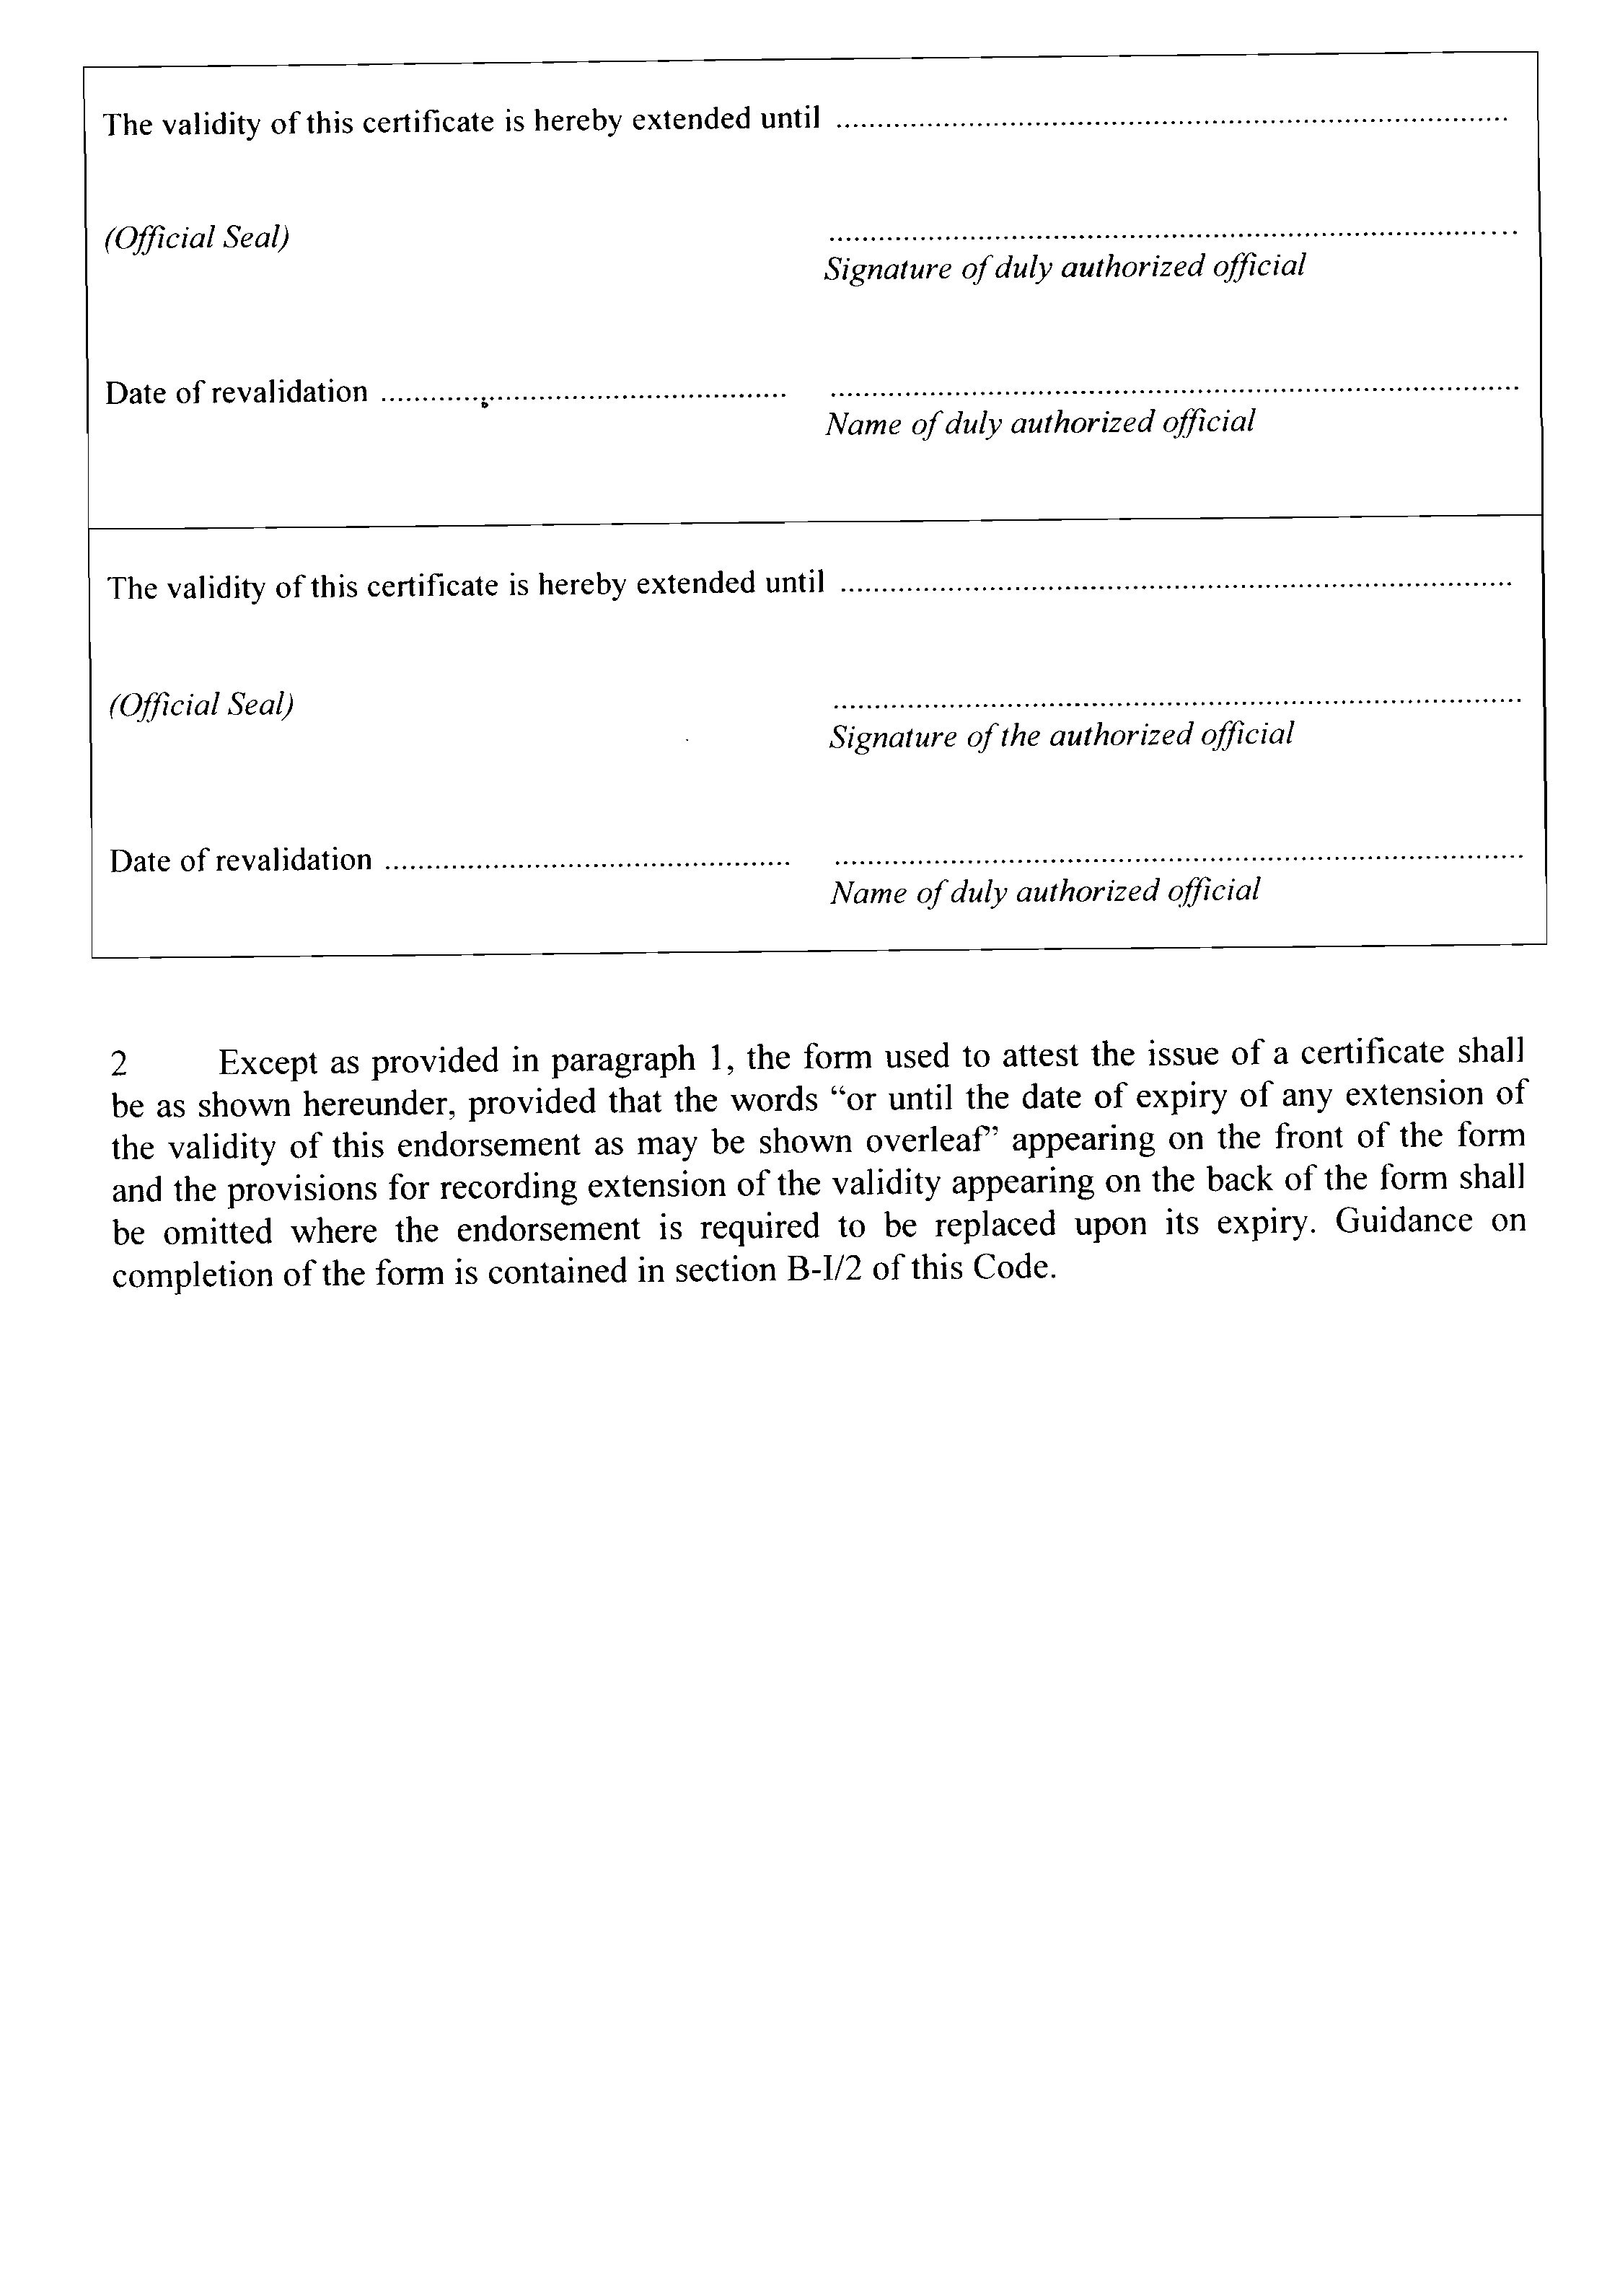 The validity of this certificate is hereby extended until ................................................................................
(Official Seal) ................................................................................
Signature of duly authorized official
Date of revalidation ................................................. ................................................................................
Name of duly authorized official
The validity of this certificate is hereby extended until ................................................................................
(Official Seal) ................................................................................
Signature of the authorized official
Date of revalidation ................................................. ................................................................................
Name of duly authorized official
2 Except as provided in paragraph 1, the form used to attest the issue of a certificate shall
be as shown hereunder, provided that the words “or until the date of expiry of any extension of
the validity of this endorsement as may be shown overleaf” appearing on the front of the form
and the provisions for recording extension of the validity appearing on the back of the form shall
be omitted where the endorsement is required to be replaced upon its expiry. Guidance on
completion of the form is contained in section B-I/2 of this Code.